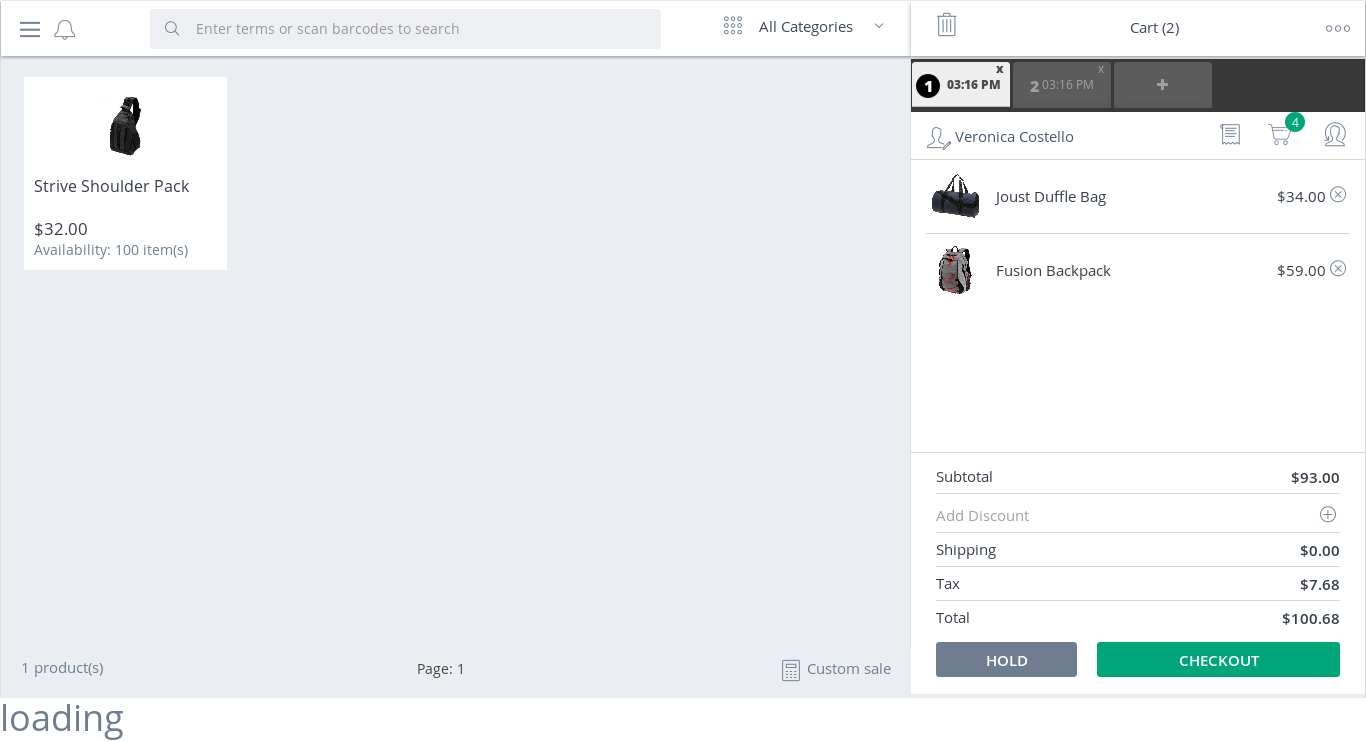 Enter terms or scan barcodes to search
All Categories
Cart (2)
1 03:16 PM x
2 03:16 PM x
+
Veronica Costello
4
Strive Shoulder Pack
$32.00
Availability: 100 item(s)
Joust Duffle Bag $34.00
Fusion Backpack $59.00
Subtotal $93.00
Add Discount
Shipping $0.00
Tax $7.68
Total $100.68
HOLD
CHECKOUT
1 product(s)
Page: 1
Custom sale
loading